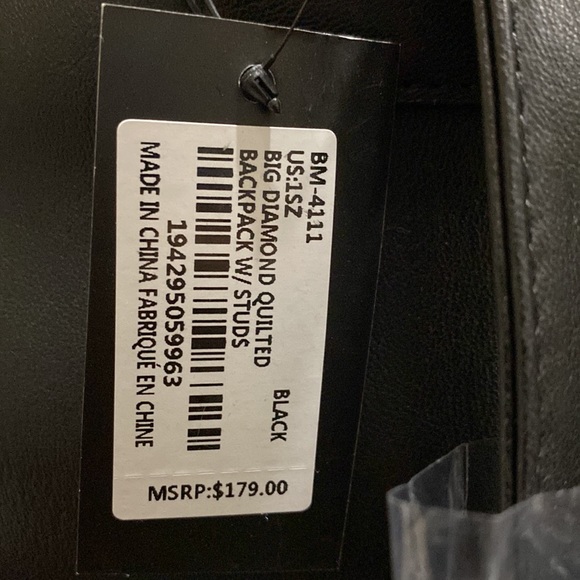 BM-4111
US:1SZ BLACK
BIG DIAMOND QUILTED
BACKPACK W/ STUDS
194295059963
MADE IN CHINA FABRIQUÉ EN CHINE
MSRP:$179.00